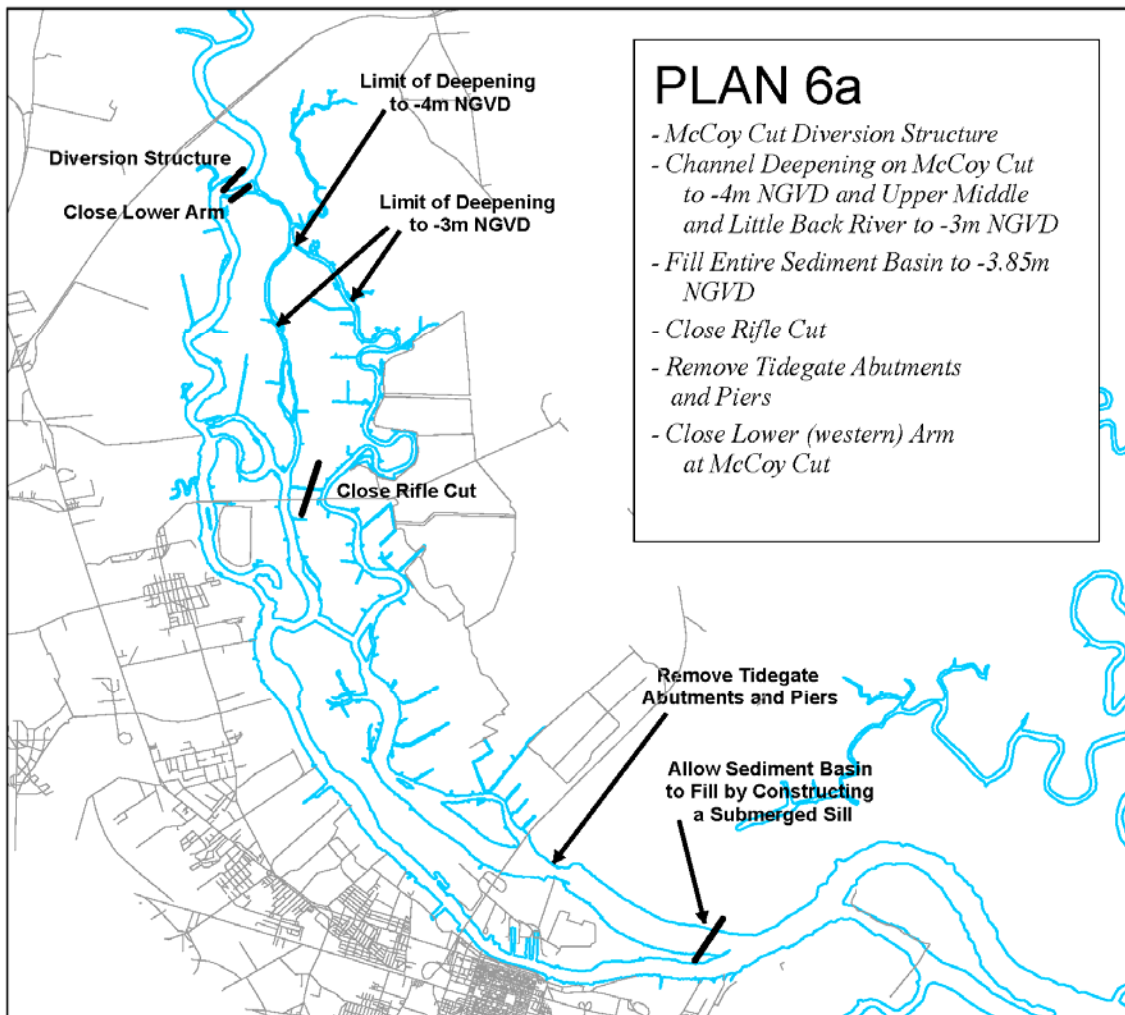 Limit of Deepening
to -4m NGVD
Diversion Structure
Close Lower Arm
Limit of Deepening
to -3m NGVD
Close Rifle Cut
Remove Tidegate
Abutments and Piers
Allow Sediment Basin
to Fill by Constructing
a Submerged Sill
PLAN 6a
- McCoy Cut Diversion Structure
- Channel Deepening on McCoy Cut
to -4m NGVD and Upper Middle
and Little Back River to -3m NGVD
- Fill Entire Sediment Basin to -3.85m
NGVD
- Close Rifle Cut
- Remove Tidegate Abutments
and Piers
- Close Lower (western) Arm
at McCoy Cut